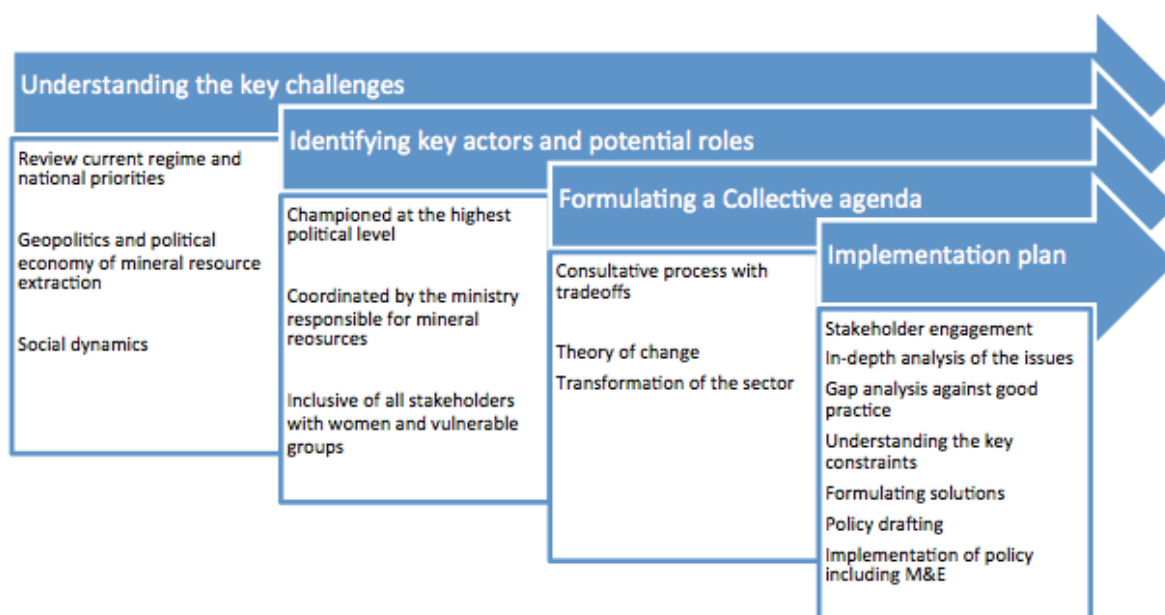 Understanding the key challenges
Review current regime and
national priorities
Geopolitics and political
economy of mineral resource
extraction
Social dynamics
Identifying key actors and potential roles
Championed at the highest
political level
Coordinated by the ministry
responsible for mineral
reosurces
Inclusive of all stakeholders
with women and vulnerable
groups
Formulating a Collective agenda
Consultative process with
tradeoffs
Theory of change
Transformation of the sector
Implementation plan
Stakeholder engagement
In-depth analysis of the issues
Gap analysis against good
practice
Understanding the key
constraints
Formulating solutions
Policy drafting
Implementation of policy
including M&E